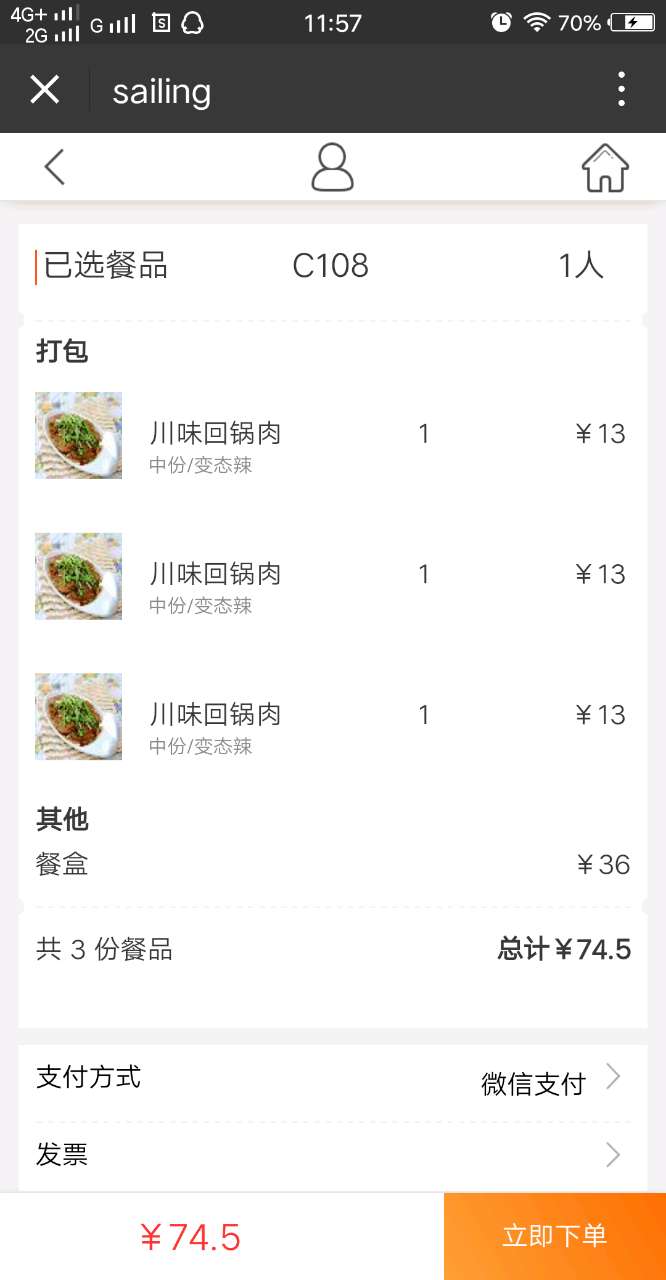 4G+ 2G G S 11:57 70%
sailing
已选餐品 C108 1人
打包
川味回锅肉 1 ￥13
中份/变态辣
川味回锅肉 1 ￥13
中份/变态辣
川味回锅肉 1 ￥13
中份/变态辣
其他
餐盒 ￥36
共 3 份餐品 总计￥74.5
支付方式 微信支付
发票
￥74.5 立即下单